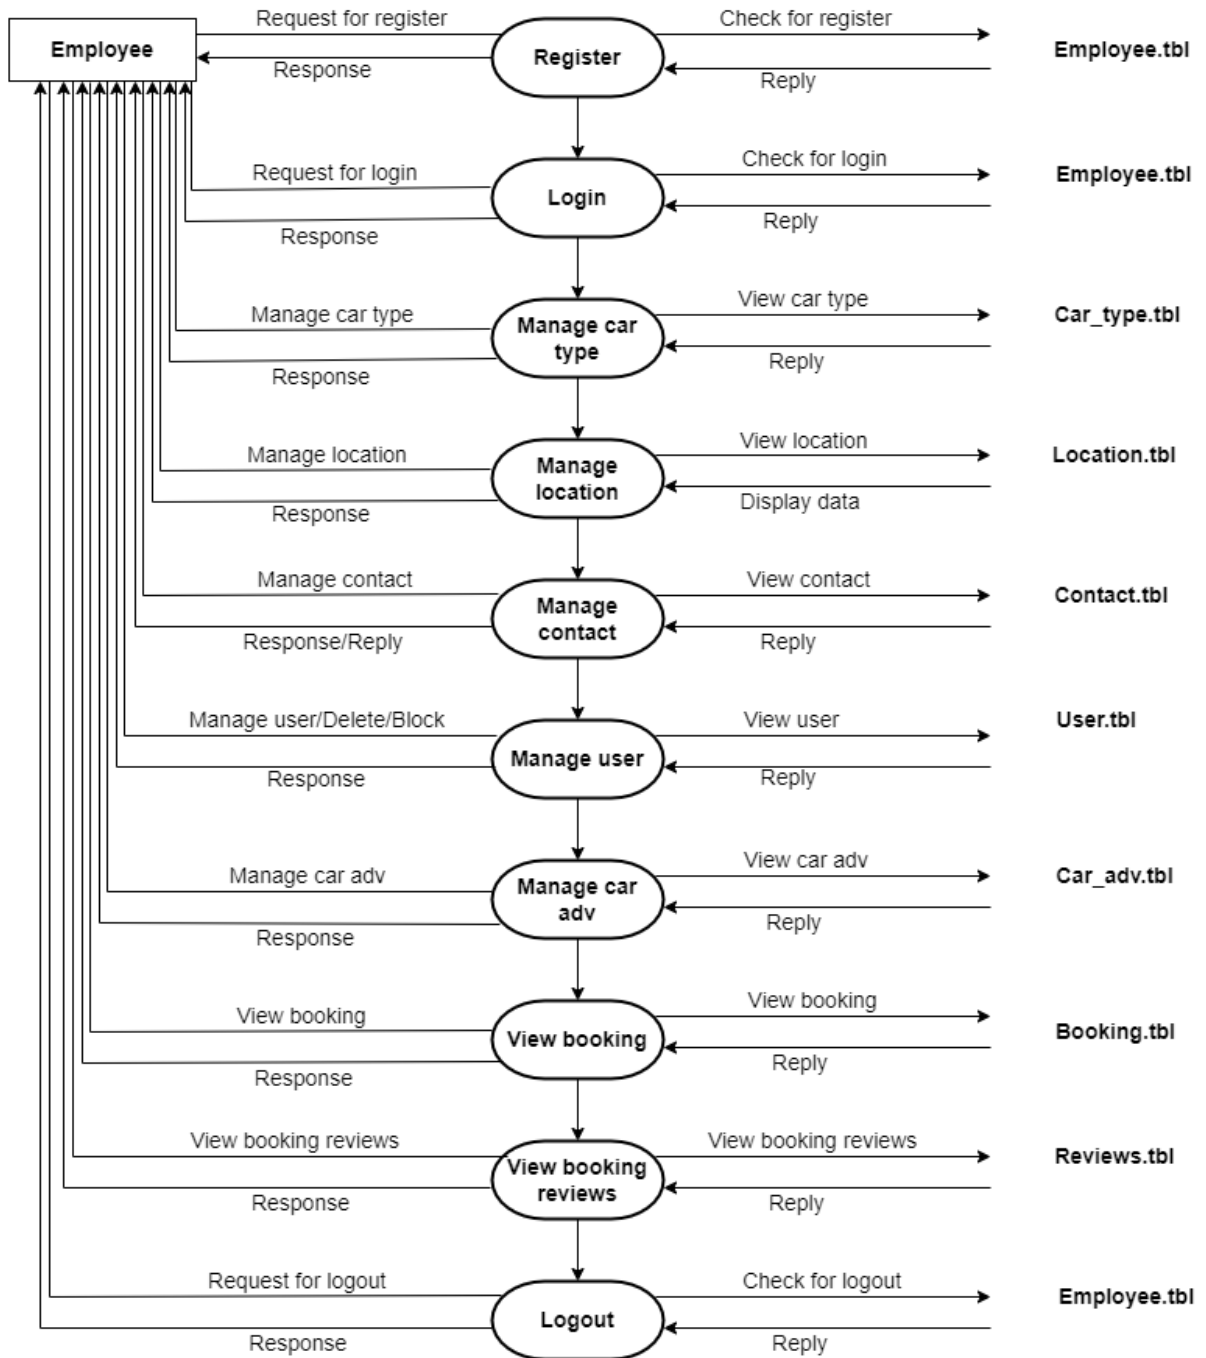 Request for register
Check for register
Employee
Register
Employee.tbl
Response
Reply
Request for login
Check for login
Login
Employee.tbl
Response
Reply
Manage car type
View car type
Manage car
type
Car_type.tbl
Response
Reply
Manage location
View location
Manage
location
Location.tbl
Response
Display data
Manage contact
View contact
Manage
contact
Contact.tbl
Response/Reply
Reply
Manage user/Delete/Block
View user
Manage user
User.tbl
Response
Reply
Manage car adv
View car adv
Manage car
adv
Car_adv.tbl
Response
Reply
View booking
View booking
View booking
Booking.tbl
Response
Reply
View booking reviews
View booking reviews
View booking
reviews
Reviews.tbl
Response
Reply
Request for logout
Check for logout
Logout
Employee.tbl
Response
Reply